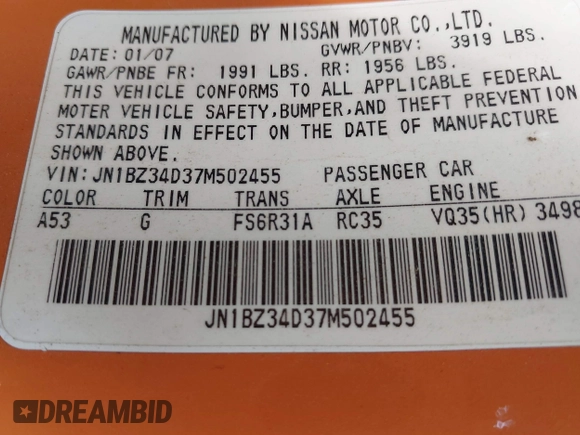 MANUFACTURED BY NISSAN MOTOR CO.,LTD.
DATE: 01/07 GVWR/PNBV: 3919 LBS.
GAWR/PNBE FR: 1991 LBS. RR: 1956 LBS.
THIS VEHICLE CONFORMS TO ALL APPLICABLE FEDERAL
MOTER VEHICLE SAFETY,BUMPER,AND THEFT PREVENTION
STANDARDS IN EFFECT ON THE DATE OF MANUFACTURE
SHOWN ABOVE.
VIN: JN1BZ34D37M502455 PASSENGER CAR
COLOR TRIM TRANS AXLE ENGINE
A53 G FS6R31A RC35 VQ35(HR) 3498
JN1BZ34D37M502455
DREAMBID